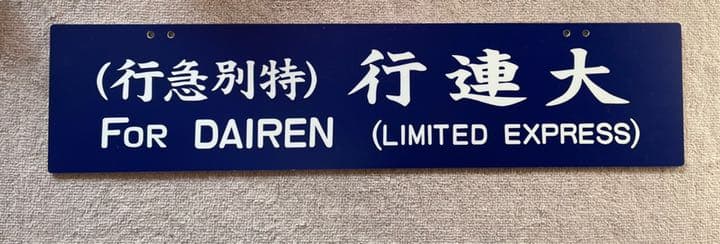 大連行 (特別急行)
FOR DAIREN (LIMITED EXPRESS)